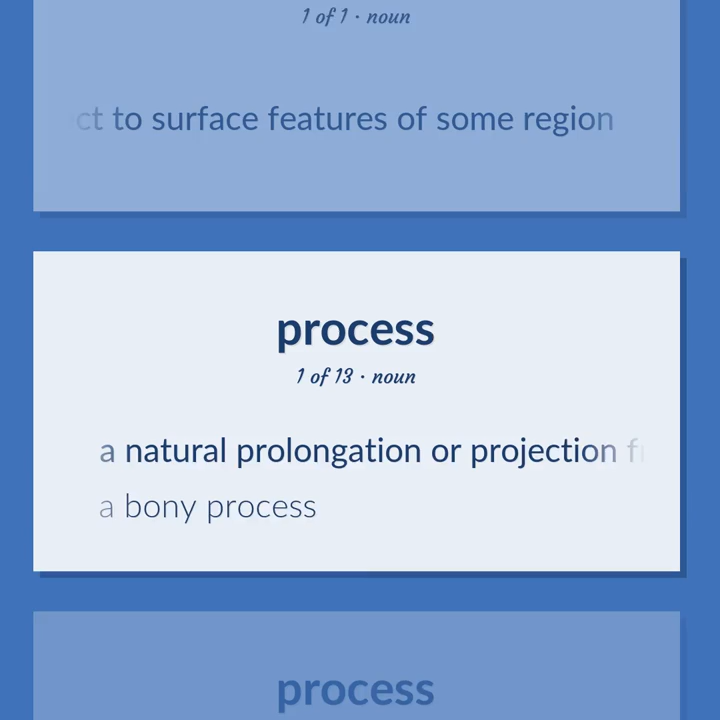 1 of 1 · noun
to surface features of some region
process
1 of 13 · noun
a natural prolongation or projection
a bony process
process